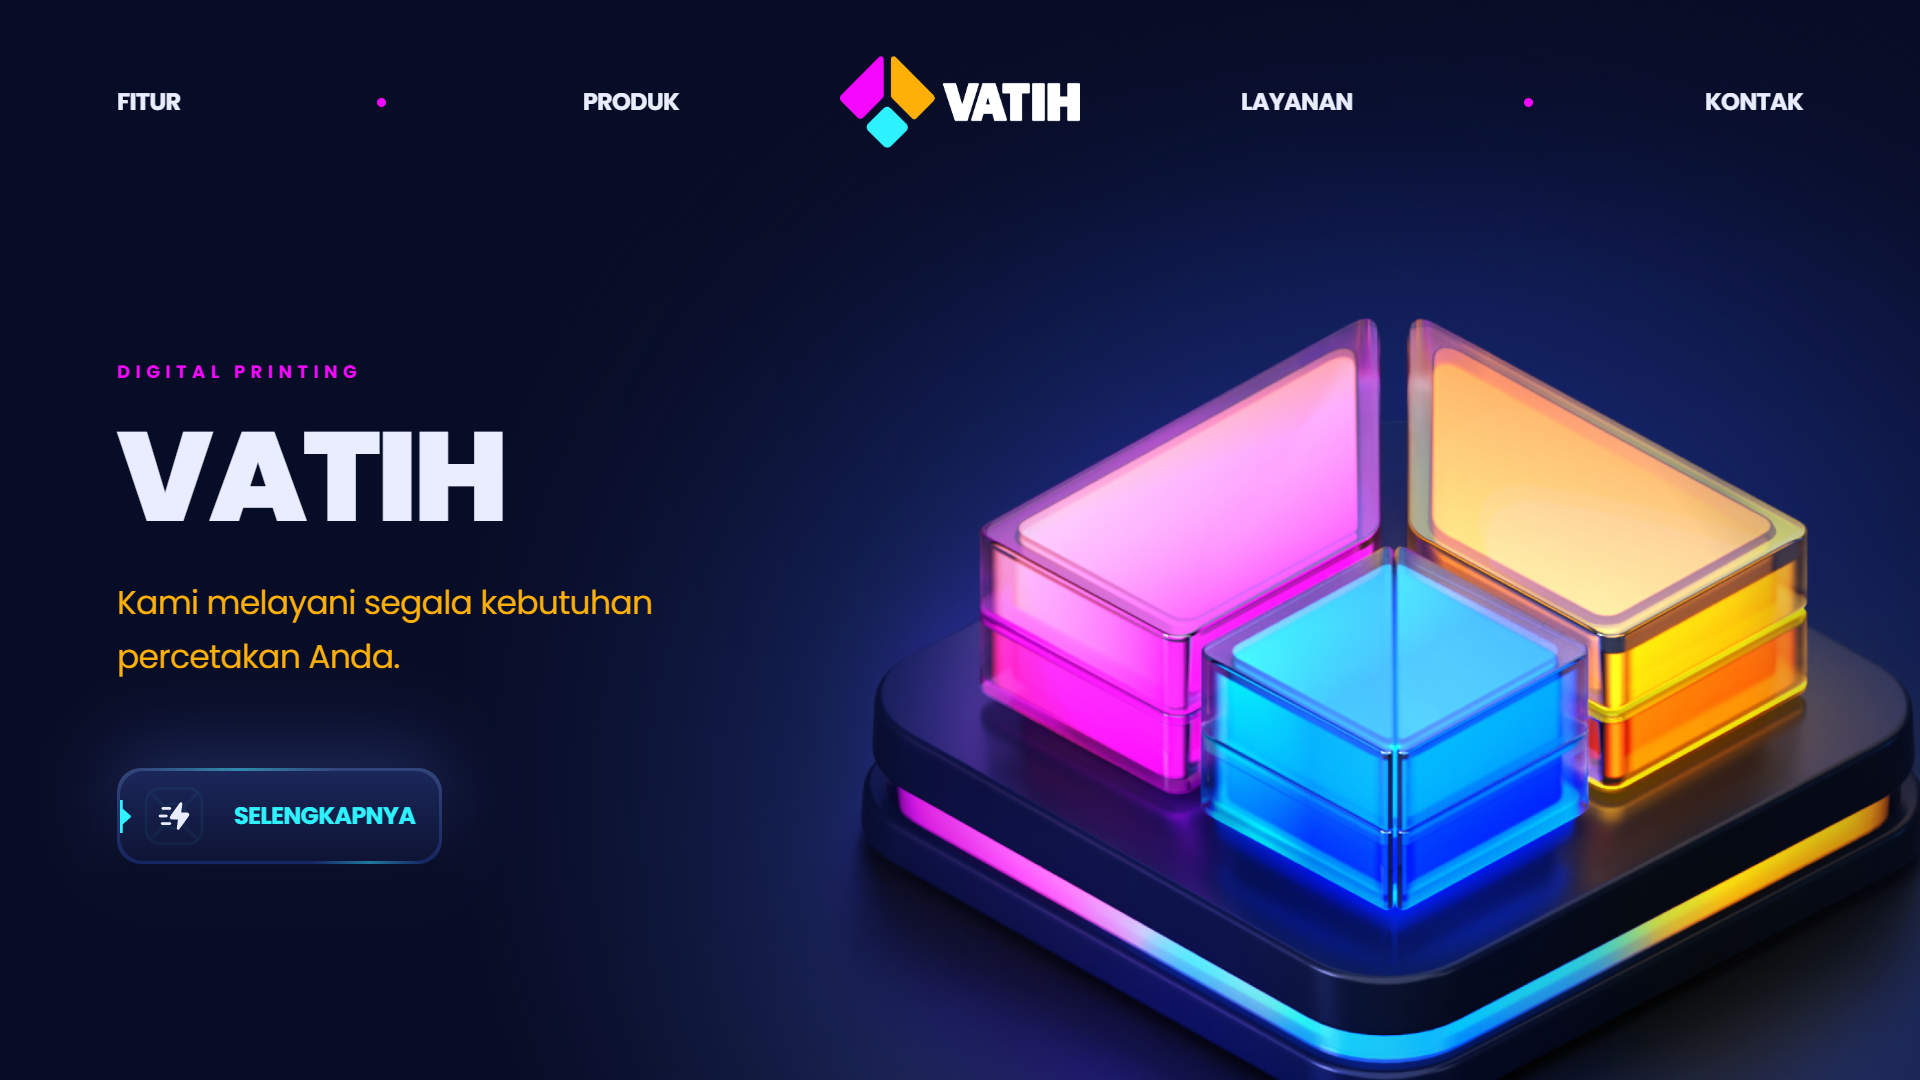 FITUR
PRODUK
VATIH
LAYANAN
KONTAK
DIGITAL PRINTING
VATIH
Kami melayani segala kebutuhan
percetakan Anda.
SELENGKAPNYA